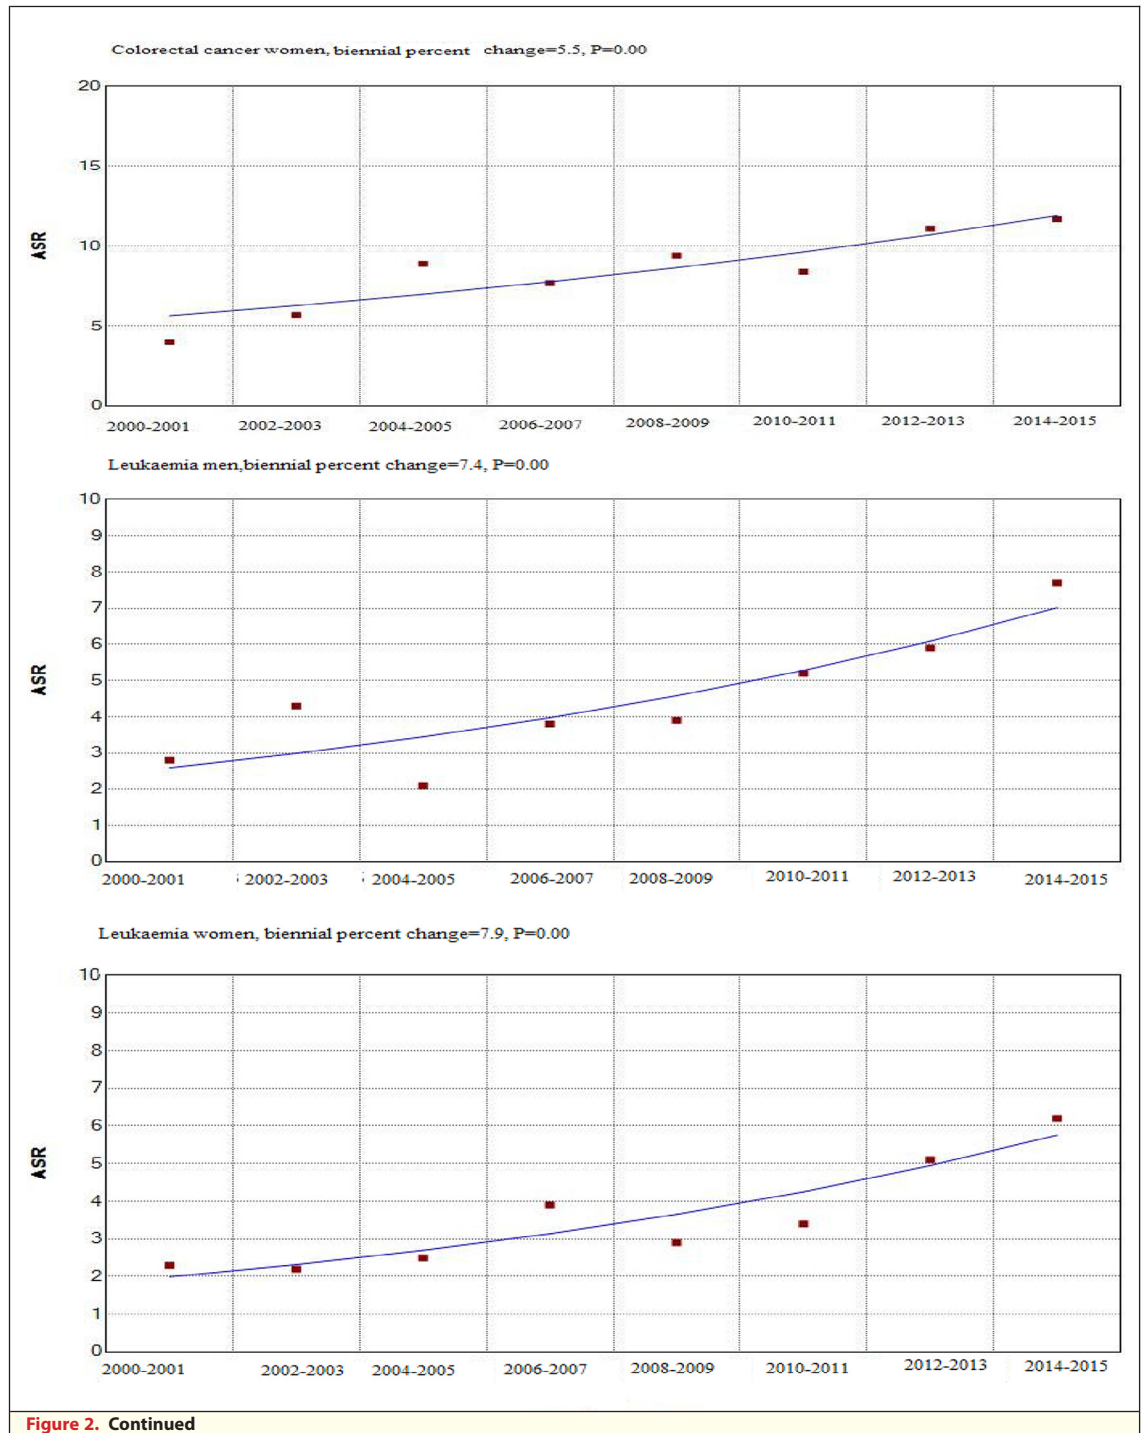 Colorectal cancer women, biennial percent change=5.5, P=0.00
20
15
10
5
0
ASR
2000-2001 2002-2003 2004-2005 2006-2007 2008-2009 2010-2011 2012-2013 2014-2015
Leukaemia men,biennial percent change=7.4, P=0.00
10
9
8
7
6
5
4
3
2
1
0
ASR
2000-2001 2002-2003 2004-2005 2006-2007 2008-2009 2010-2011 2012-2013 2014-2015
Leukaemia women, biennial percent change=7.9, P=0.00
10
9
8
7
6
5
4
3
2
1
0
ASR
2000-2001 2002-2003 2004-2005 2006-2007 2008-2009 2010-2011 2012-2013 2014-2015
Figure 2. Continued